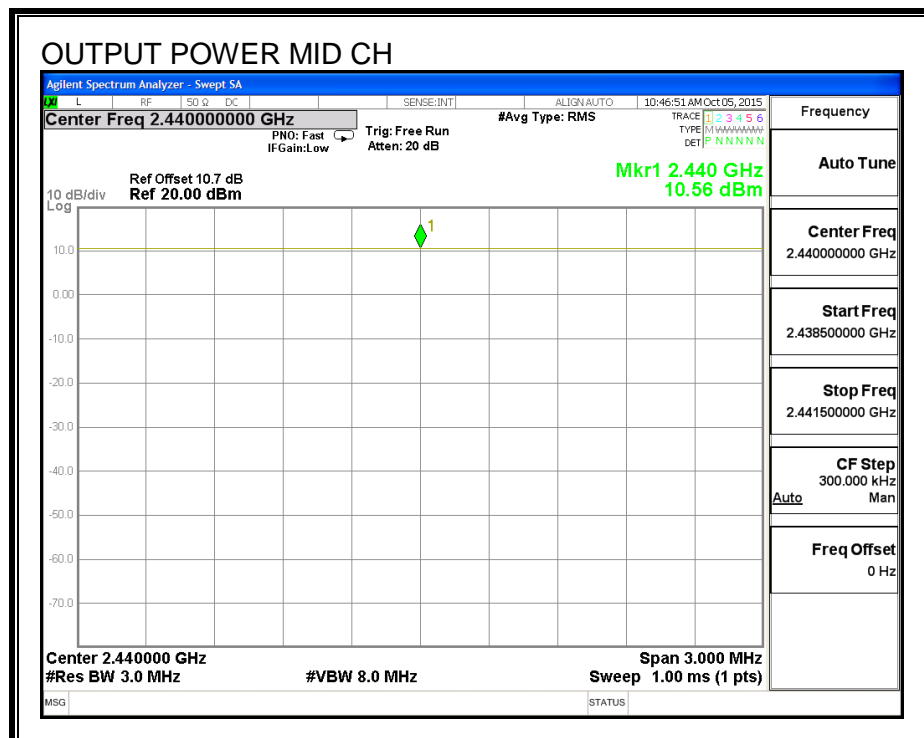 OUTPUT POWER MID CH
Agilent Spectrum Analyzer - Swept SA
LXI L RF 50 Ω DC SENSE:INT ALIGN AUTO 10:46:51 AM Oct 05, 2015
Center Freq 2.440000000 GHz
#Avg Type: RMS
TRACE 1 2 3 4 5 6
TYPE M WWWWW
DET P N N N N N
PNO: Fast
IFGain:Low
Trig: Free Run
Atten: 20 dB
Mkr1 2.440 GHz
10.56 dBm
Ref Offset 10.7 dB
Ref 20.00 dBm
10 dB/div
Log
1
10.0
0.00
-10.0
-20.0
-30.0
-40.0
-50.0
-60.0
-70.0
Center 2.440000 GHz
Span 3.000 MHz
#Res BW 3.0 MHz
#VBW 8.0 MHz
Sweep 1.00 ms (1 pts)
MSG
STATUS
Frequency
Auto Tune
Center Freq
2.440000000 GHz
Start Freq
2.438500000 GHz
Stop Freq
2.441500000 GHz
CF Step
300.000 kHz
Auto Man
Freq Offset
0 Hz